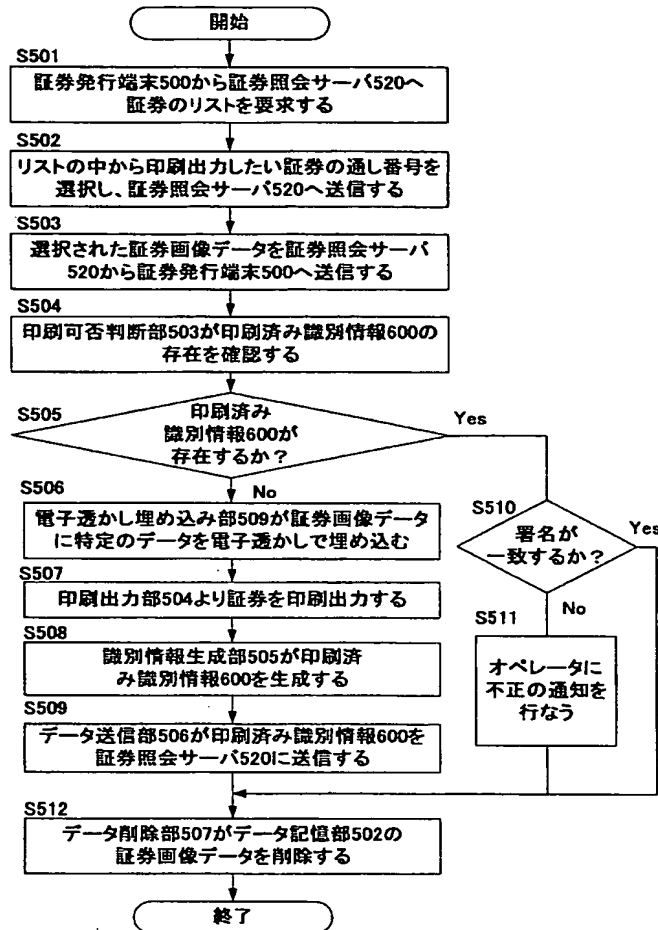 開始
S501
証券発行端末500から証券照会サーバ520へ
証券のリストを要求する
S502
リストの中から印刷出力したい証券の通し番号を
選択し、証券照会サーバ520へ送信する
S503
選択された証券画像データを証券照会サーバ
520から証券発行端末500へ送信する
S504
印刷可否判断部503が印刷済み識別情報600の
存在を確認する
S505
印刷済み
識別情報600が
存在するか?
Yes
No
S506
電子透かし埋め込み部509が証券画像データ
に特定のデータを電子透かしで埋め込む
S510
署名が
一致するか?
Yes
No
S507
印刷出力部504より証券を印刷出力する
S508
識別情報生成部505が印刷済
み識別情報600を生成する
S511
オペレータに
不正の通知を
行なう
S509
データ送信部506が印刷済み識別情報600を
証券照会サーバ520に送信する
S512
データ削除部507がデータ記憶部502の
証券画像データを削除する
終了